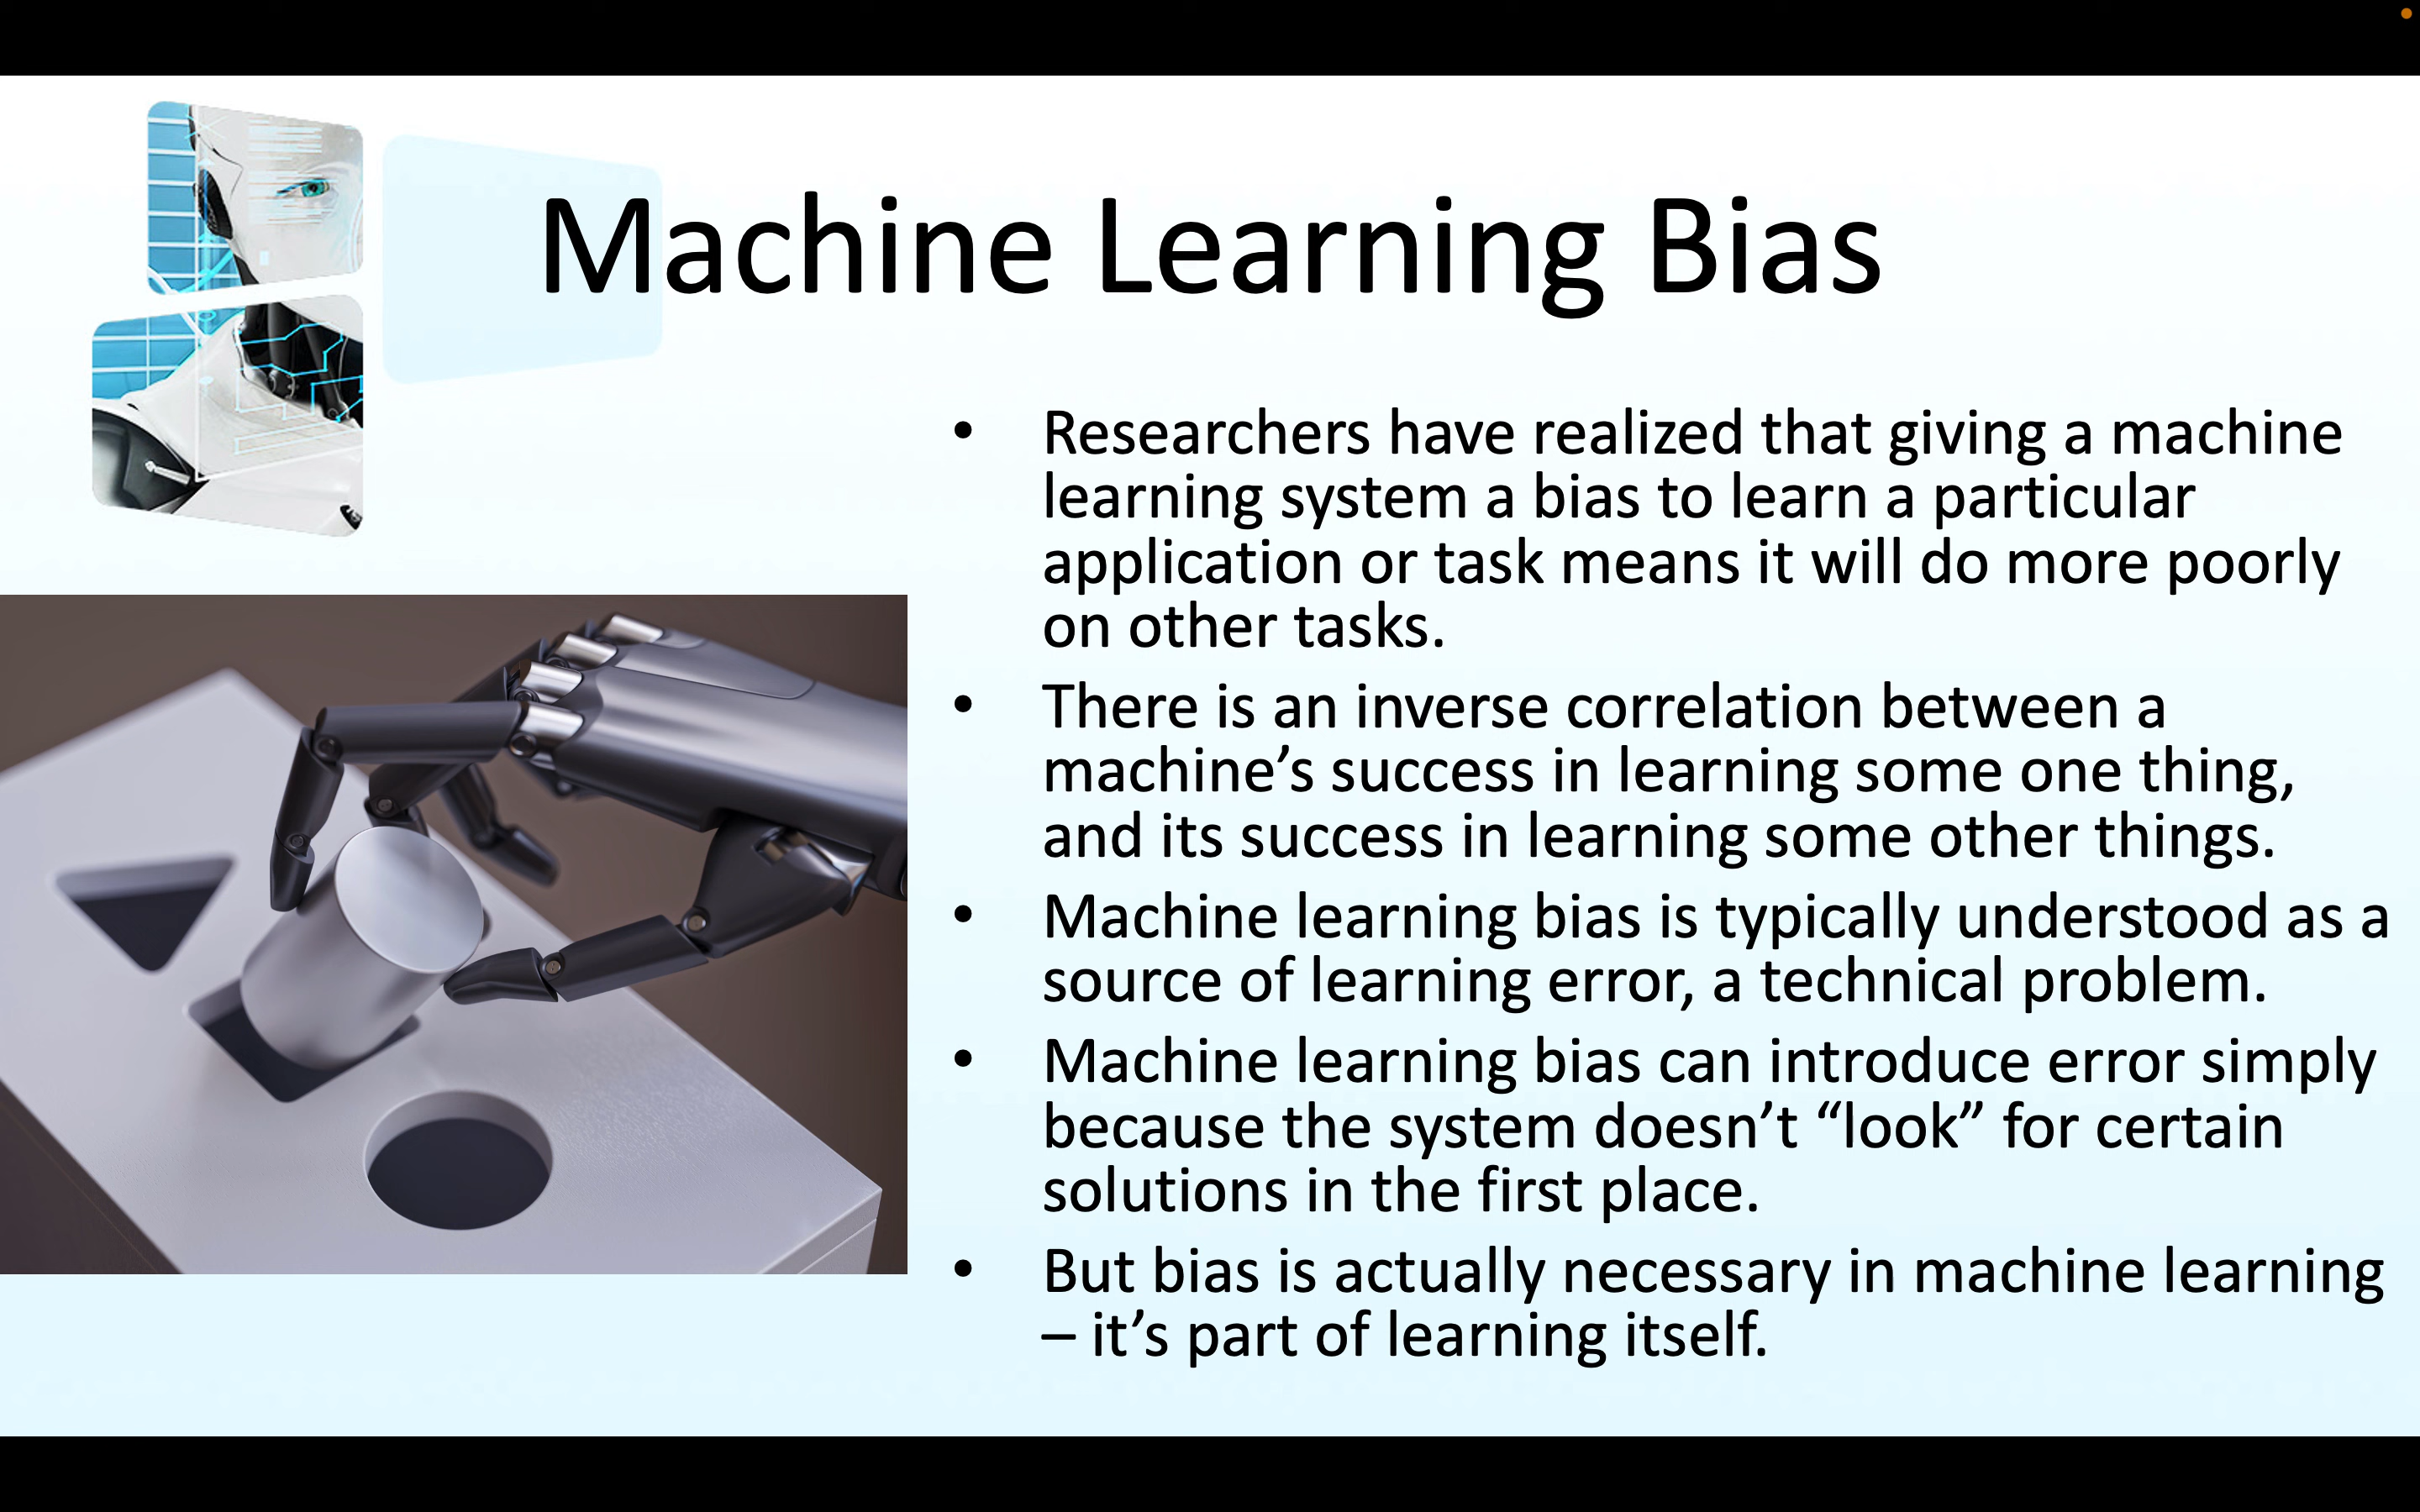 Machine Learning Bias
• Researchers have realized that giving a machine
learning system a bias to learn a particular
application or task means it will do more poorly
on other tasks.
• There is an inverse correlation between a
machine’s success in learning some one thing,
and its success in learning some other things.
• Machine learning bias is typically understood as a
source of learning error, a technical problem.
• Machine learning bias can introduce error simply
because the system doesn’t “look” for certain
solutions in the first place.
• But bias is actually necessary in machine learning
– it’s part of learning itself.